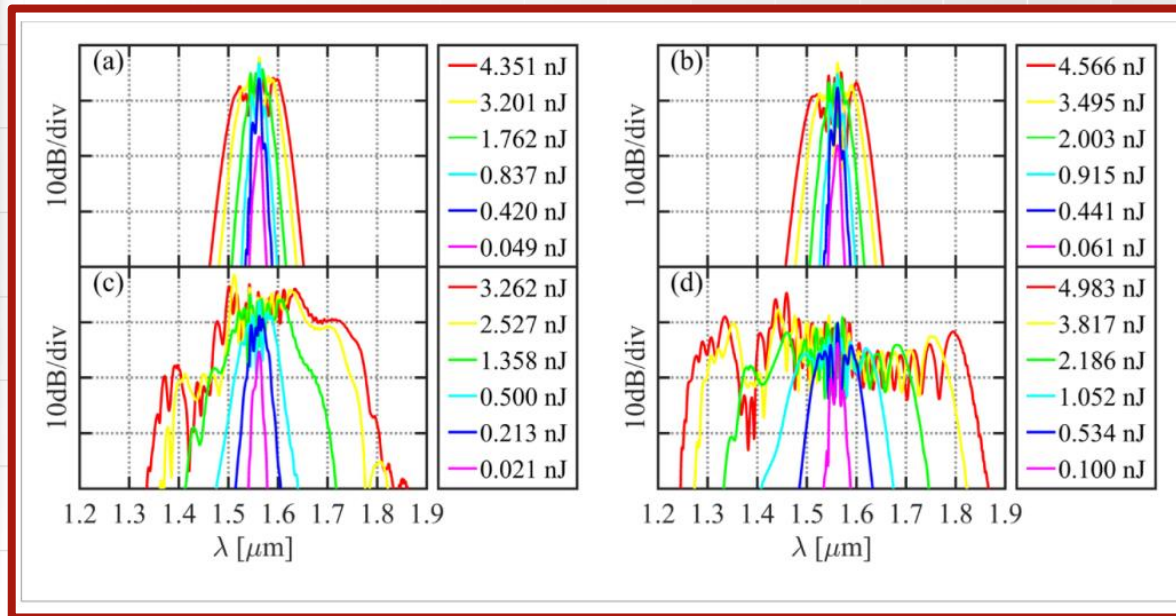 (a)
10dB/div
4.351 nJ
3.201 nJ
1.762 nJ
0.837 nJ
0.420 nJ
0.049 nJ
(b)
10dB/div
4.566 nJ
3.495 nJ
2.003 nJ
0.915 nJ
0.441 nJ
0.061 nJ
(c)
10dB/div
3.262 nJ
2.527 nJ
1.358 nJ
0.500 nJ
0.213 nJ
0.021 nJ
1.2 1.3 1.4 1.5 1.6 1.7 1.8 1.9
λ [μm]
(d)
10dB/div
4.983 nJ
3.817 nJ
2.186 nJ
1.052 nJ
0.534 nJ
0.100 nJ
1.2 1.3 1.4 1.5 1.6 1.7 1.8 1.9
λ [μm]